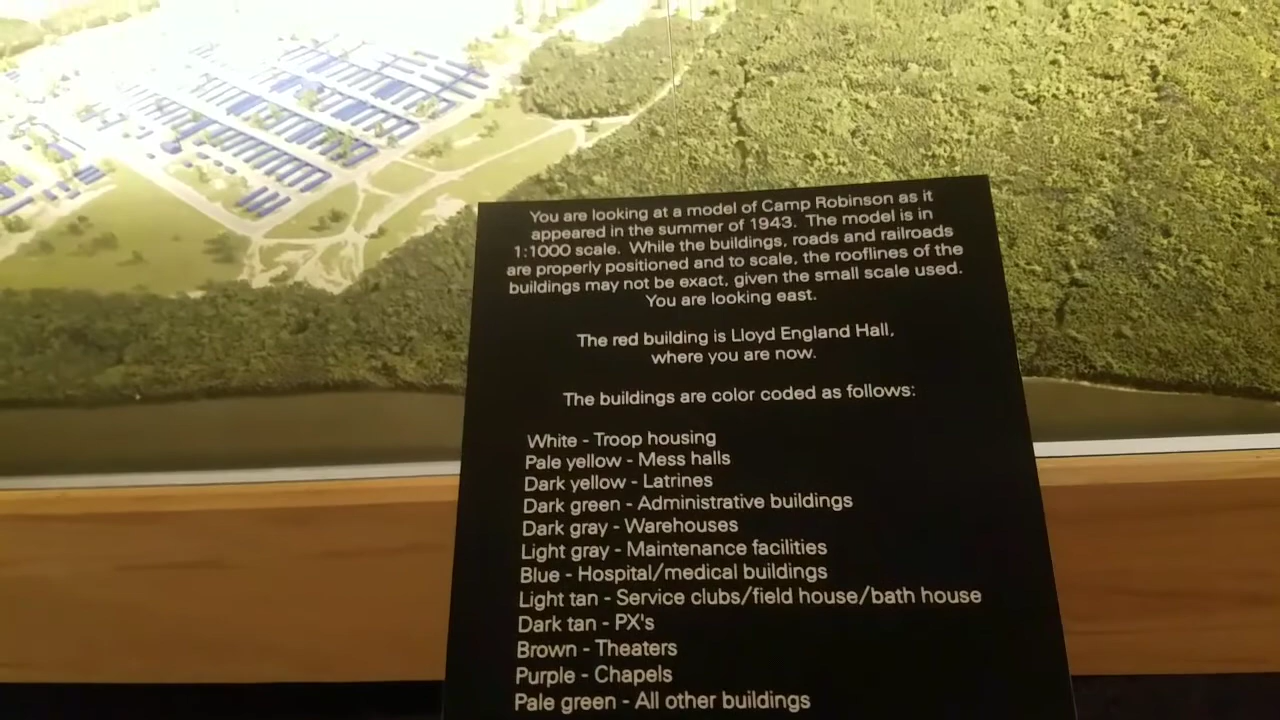 You are looking at a model of Camp Robinson as it
appeared in the summer of 1943. The model is in
1:1000 scale. While the buildings, roads and railroads
are properly positioned and to scale, the rooflines of the
buildings may not be exact, given the small scale used.
You are looking east.
The red building is Lloyd England Hall,
where you are now.
The buildings are color coded as follows:
White - Troop housing
Pale yellow - Mess halls
Dark yellow - Latrines
Dark green - Administrative buildings
Dark gray - Warehouses
Light gray - Maintenance facilities
Blue - Hospital/medical buildings
Light tan - Service clubs/field house/bath house
Dark tan - PX's
Brown - Theaters
Purple - Chapels
Pale green - All other buildings